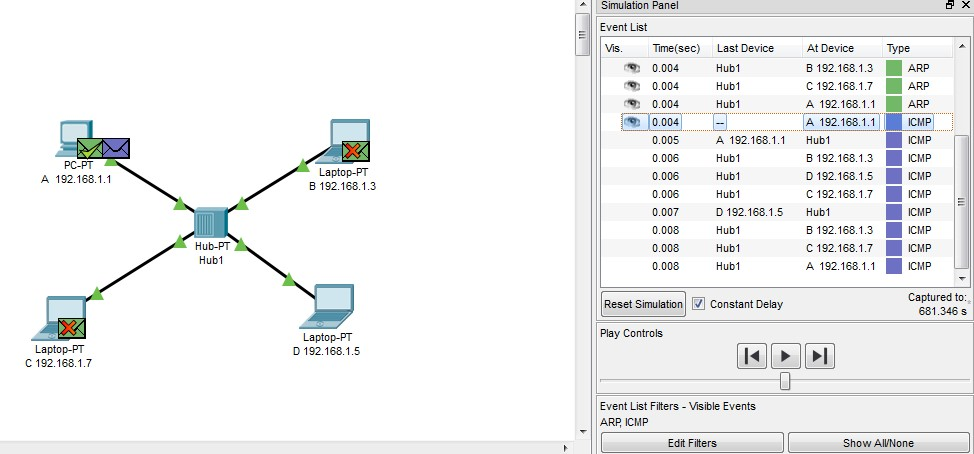 Simulation Panel
Event List
Vis. Time(sec) Last Device At Device Type
0.004 Hub1 B 192.168.1.3 ARP
0.004 Hub1 C 192.168.1.7 ARP
0.004 Hub1 A 192.168.1.1 ARP
0.004 -- A 192.168.1.1 ICMP
0.005 A 192.168.1.1 Hub1 ICMP
0.006 Hub1 B 192.168.1.3 ICMP
0.006 Hub1 D 192.168.1.5 ICMP
0.006 Hub1 C 192.168.1.7 ICMP
0.007 D 192.168.1.5 Hub1 ICMP
0.008 Hub1 B 192.168.1.3 ICMP
0.008 Hub1 C 192.168.1.7 ICMP
0.008 Hub1 A 192.168.1.1 ICMP
Reset Simulation Constant Delay
Captured to:
681.346 s
Play Controls
Event List Filters - Visible Events
ARP, ICMP
Edit Filters Show All/None
PC-PT
A 192.168.1.1
Laptop-PT
B 192.168.1.3
Hub-PT
Hub1
Laptop-PT
C 192.168.1.7
Laptop-PT
D 192.168.1.5